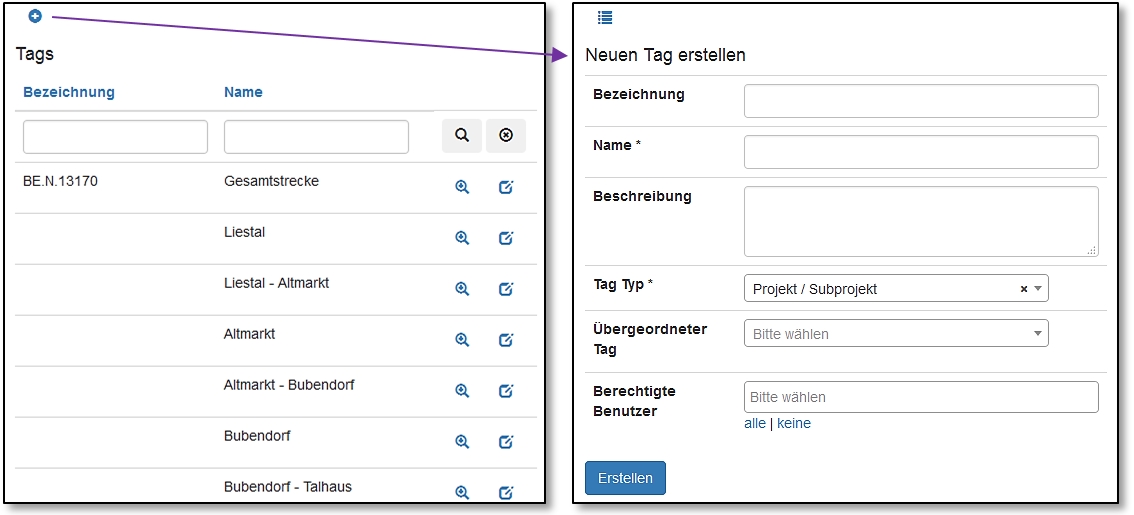 Tags
Bezeichnung Name
BE.N.13170 Gesamtstrecke
Liestal
Liestal - Altmarkt
Altmarkt
Altmarkt - Bubendorf
Bubendorf
Bubendorf - Talhaus
Neuen Tag erstellen
Bezeichnung
Name *
Beschreibung
Tag Typ * Projekt / Subprojekt
Übergeordneter
Tag
Bitte wählen
Berechtigte
Benutzer
Bitte wählen
alle | keine
Erstellen